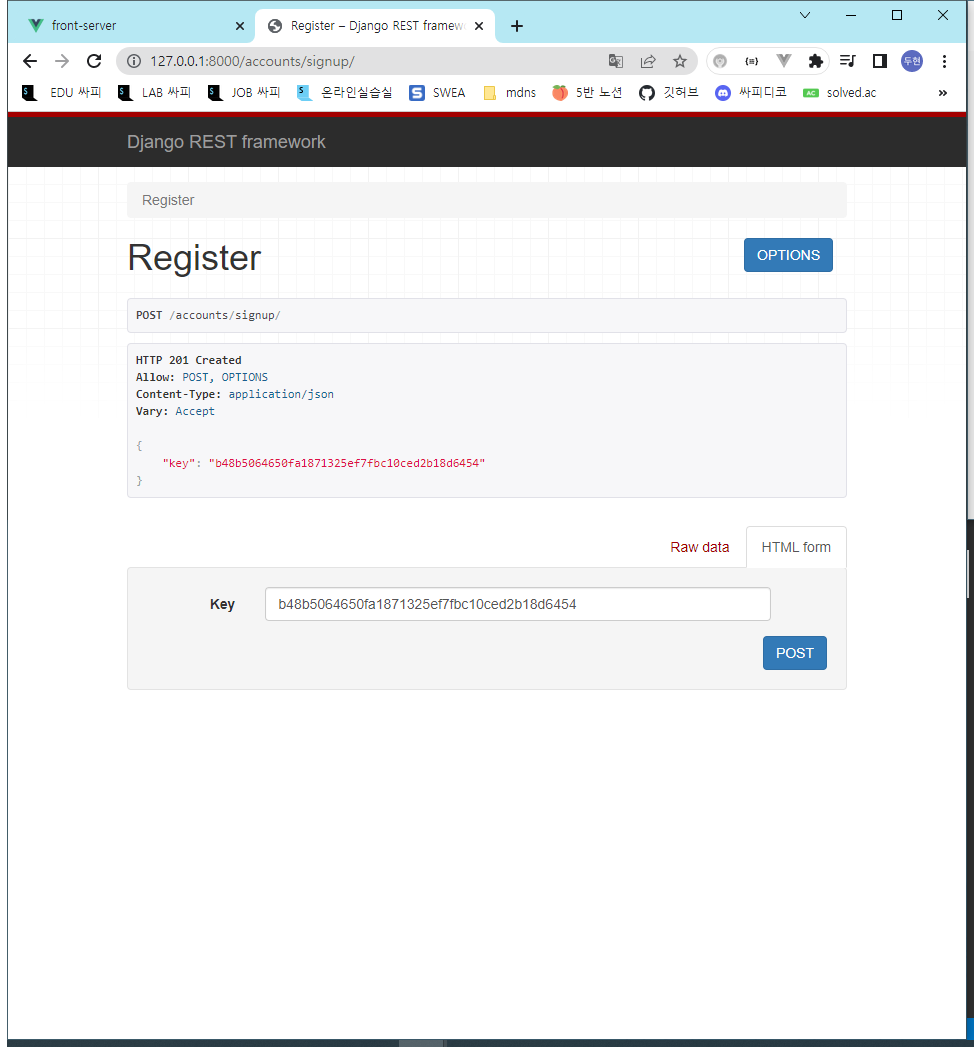 front-server
Register – Django REST framew
127.0.0.1:8000/accounts/signup/
두현
EDU 싸피
LAB 싸피
JOB 싸피
온라인실습실
SWEA
mdns
5반 노션
깃허브
싸피디코
AC
solved.ac
»
Django REST framework
Register
Register
OPTIONS
POST /accounts/signup/
HTTP 201 Created
Allow: POST, OPTIONS
Content-Type: application/json
Vary: Accept
{
"key": "b48b5064650fa1871325ef7fbc10ced2b18d6454"
}
Raw data
HTML form
Key
b48b5064650fa1871325ef7fbc10ced2b18d6454
POST